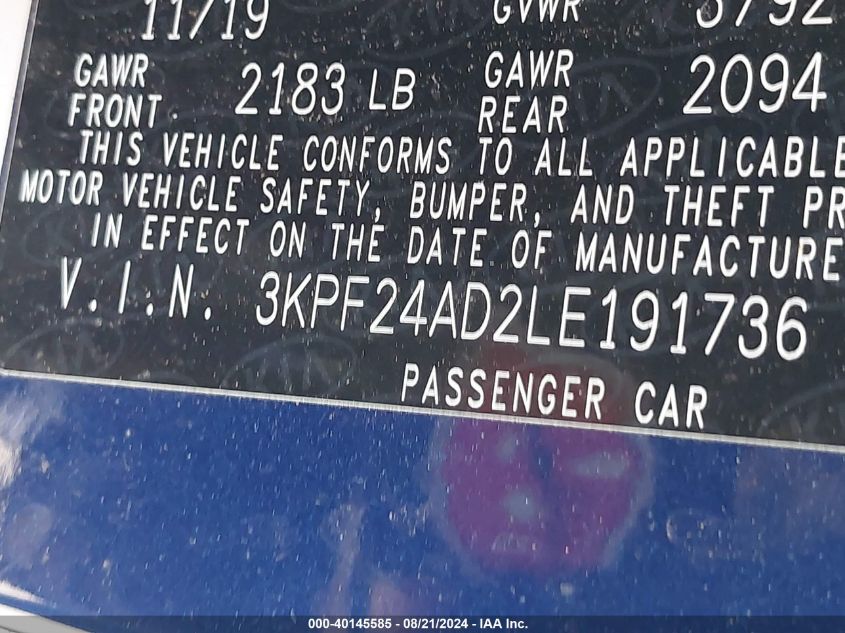 11/19 GVWR 3792
GAWR FRONT 2183 LB GAWR REAR 2094
THIS VEHICLE CONFORMS TO ALL APPLICABLE
MOTOR VEHICLE SAFETY, BUMPER, AND THEFT PR
IN EFFECT ON THE DATE OF MANUFACTURE
V.I.N. 3KPF24AD2LE191736
PASSENGER CAR
000-40145585 - 08/21/2024 - IAA Inc.